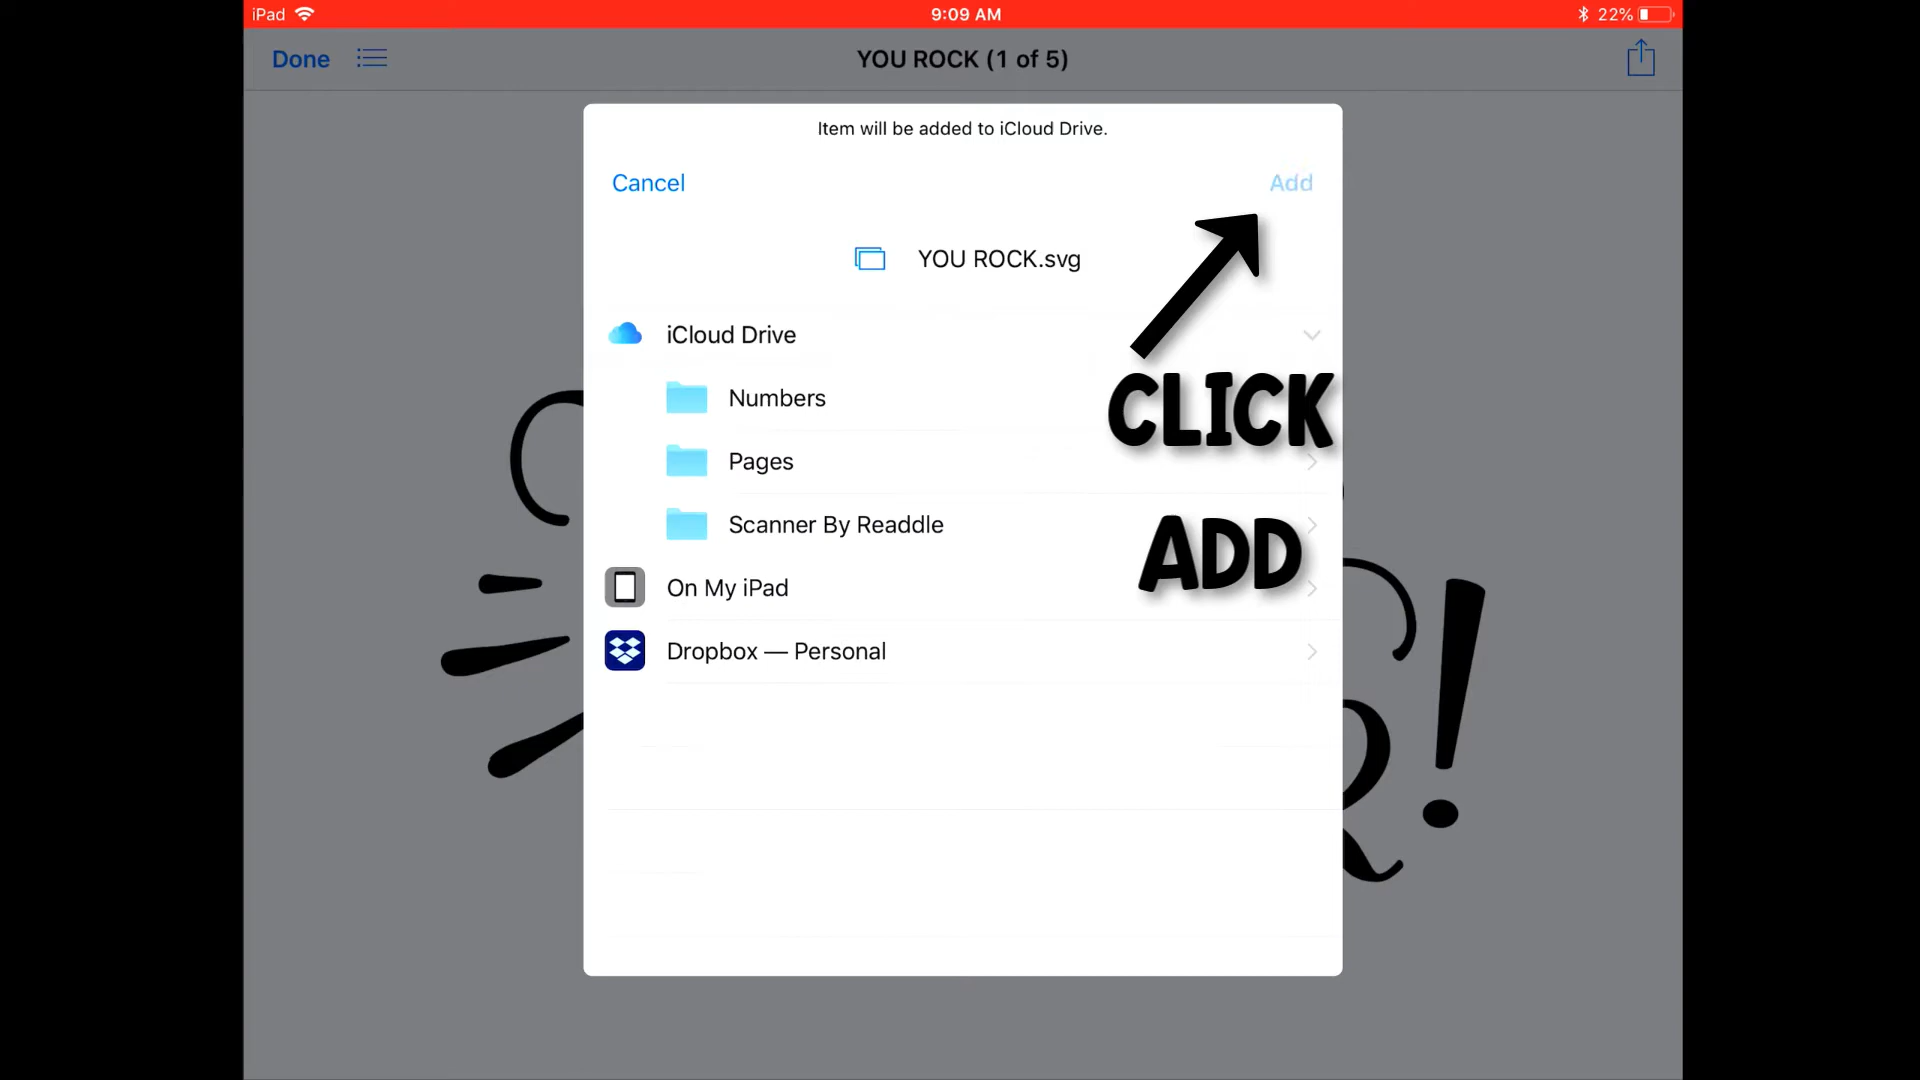 iPad 9:09 AM 22%
Done YOU ROCK (1 of 5)
Item will be added to iCloud Drive.
Cancel Add
YOU ROCK.svg
iCloud Drive
Numbers
CLICK
Pages
Scanner By Readdle
ADD
On My iPad
Dropbox — Personal